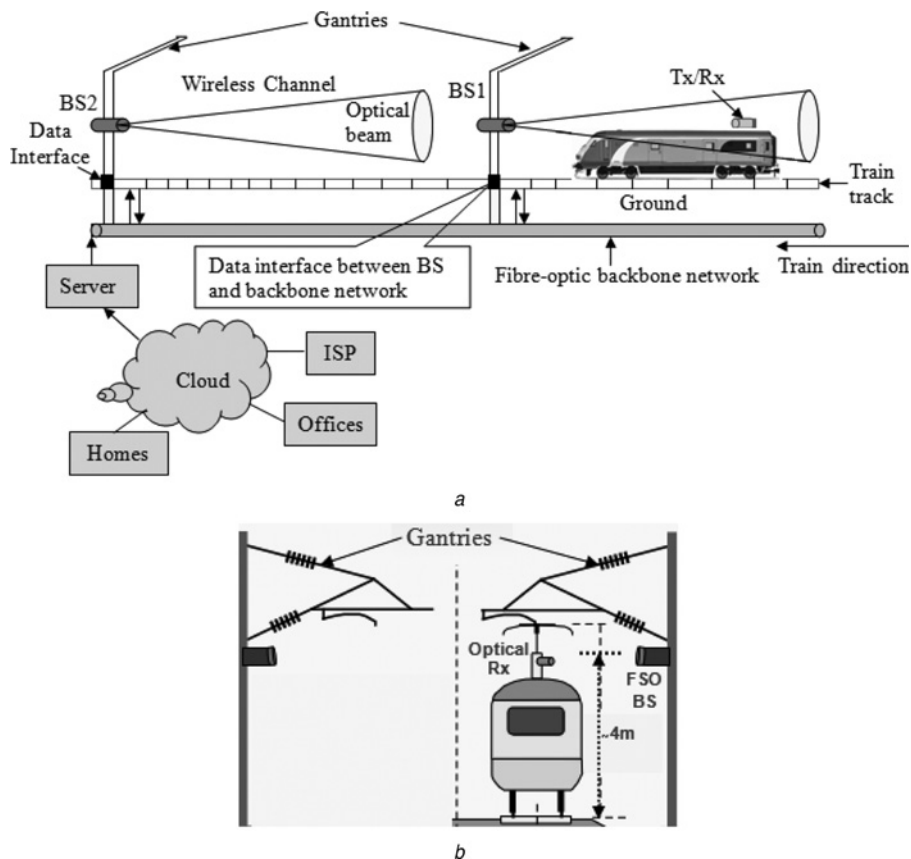 Gantries
Wireless Channel
BS2
BS1
Tx/Rx
Optical
beam
Data
Interface
Train
track
Ground
Data interface between BS
and backbone network
Fibre-optic backbone network
Train direction
Server
Cloud
ISP
Offices
Homes
a
Gantries
Optical
Rx
FSO
BS
~4m
b